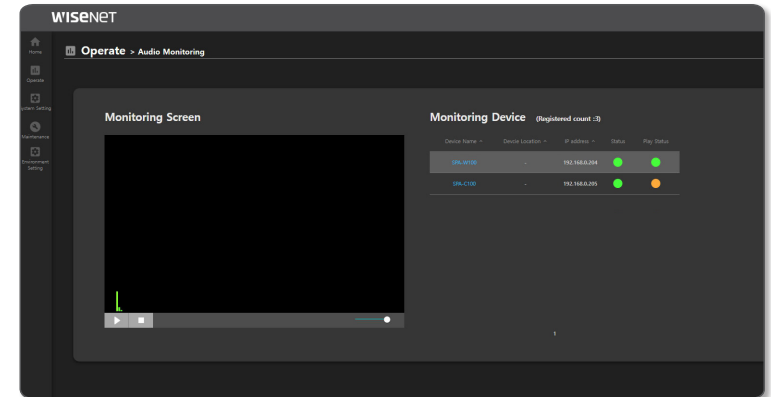 WISENET
Home
Operate
System Setting
Maintenance
Environment
Setting
Operate > Audio Monitoring
Monitoring Screen
Monitoring Device (Registered count :3)
Device Name Device Location IP address Status Play Status
SPA-W100 - 192.168.0.204
SPA-C100 - 192.168.0.205
1